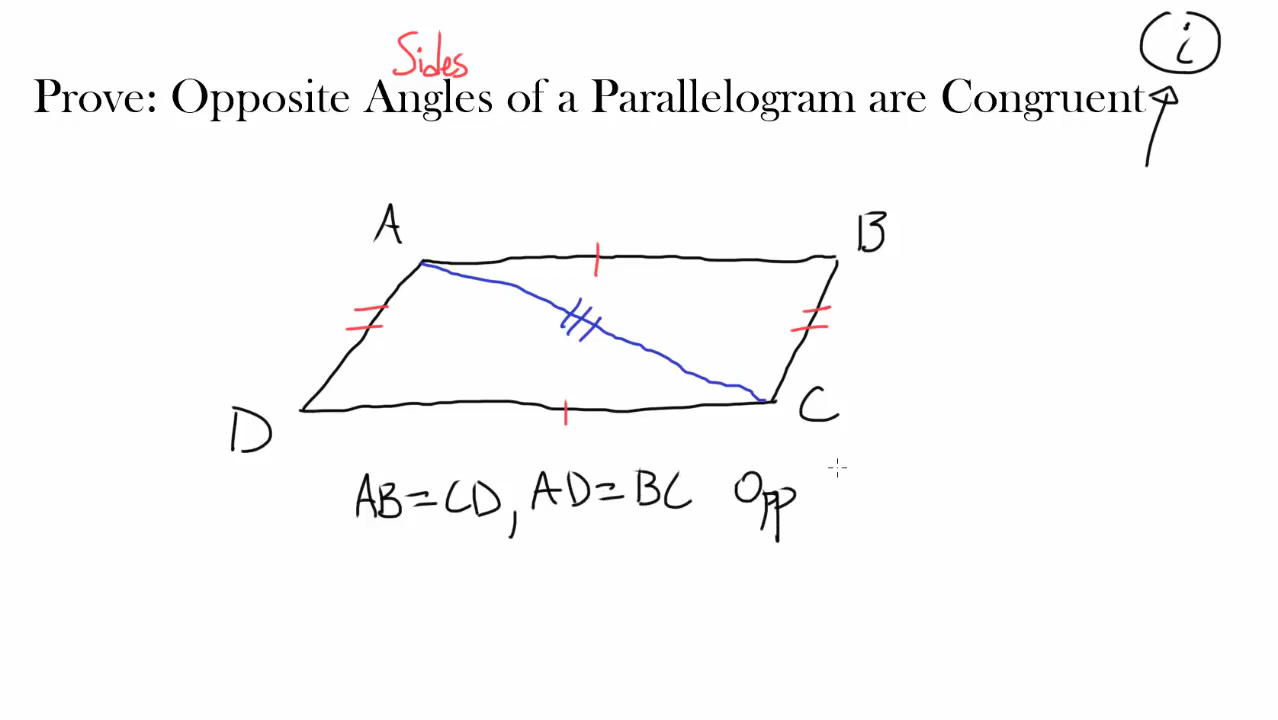 Sides
i
Prove: Opposite Angles of a Parallelogram are Congruent
A
B
D
C
AB=CD, AD=BC Opp